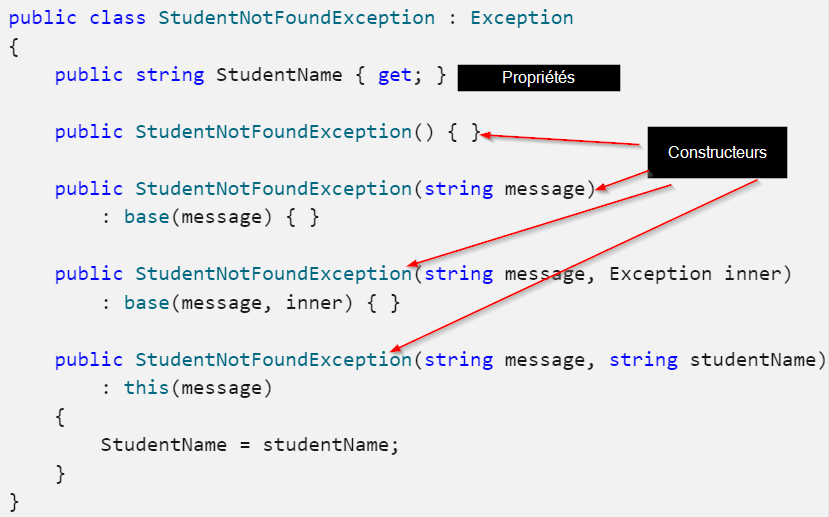 public class StudentNotFoundException : Exception
{
public string StudentName { get; } Propriétés
public StudentNotFoundException() { }
Constructeurs
public StudentNotFoundException(string message)
: base(message) { }
public StudentNotFoundException(string message, Exception inner)
: base(message, inner) { }
public StudentNotFoundException(string message, string studentName)
: this(message)
{
StudentName = studentName;
}
}